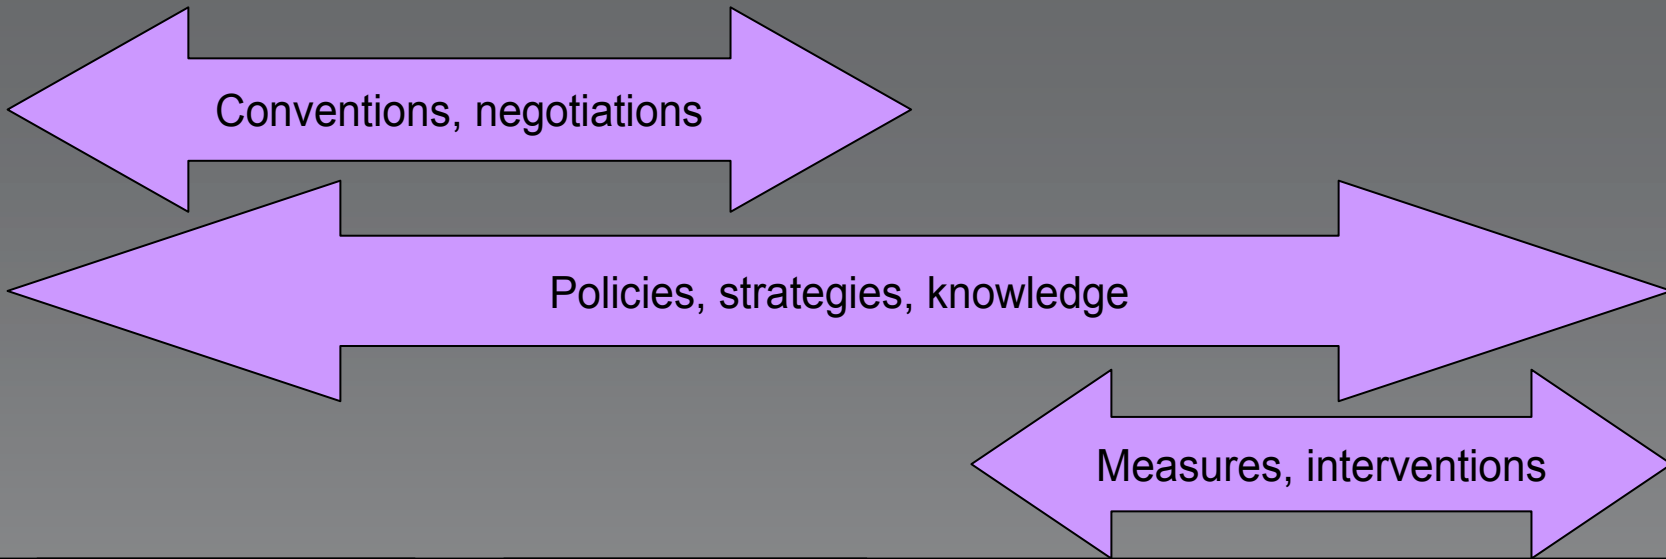 Conventions, negotiations
Policies, strategies, knowledge
Measures, interventions